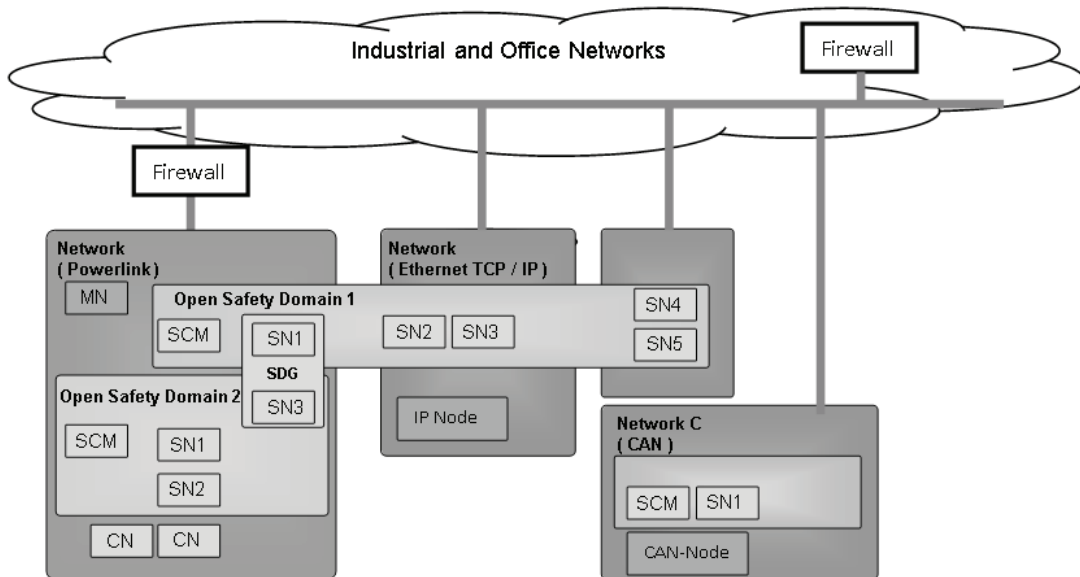 Industrial and Office Networks
Firewall
Firewall
Network
( Powerlink)
MN
Network
( Ethernet TCP / IP )
Open Safety Domain 1
SCM
SN1
SDG
SN3
SN2
SN3
SN4
SN5
Open Safety Domain 2
SCM
SN1
SN2
CN
CN
IP Node
Network C
( CAN)
SCM
SN1
CAN-Node